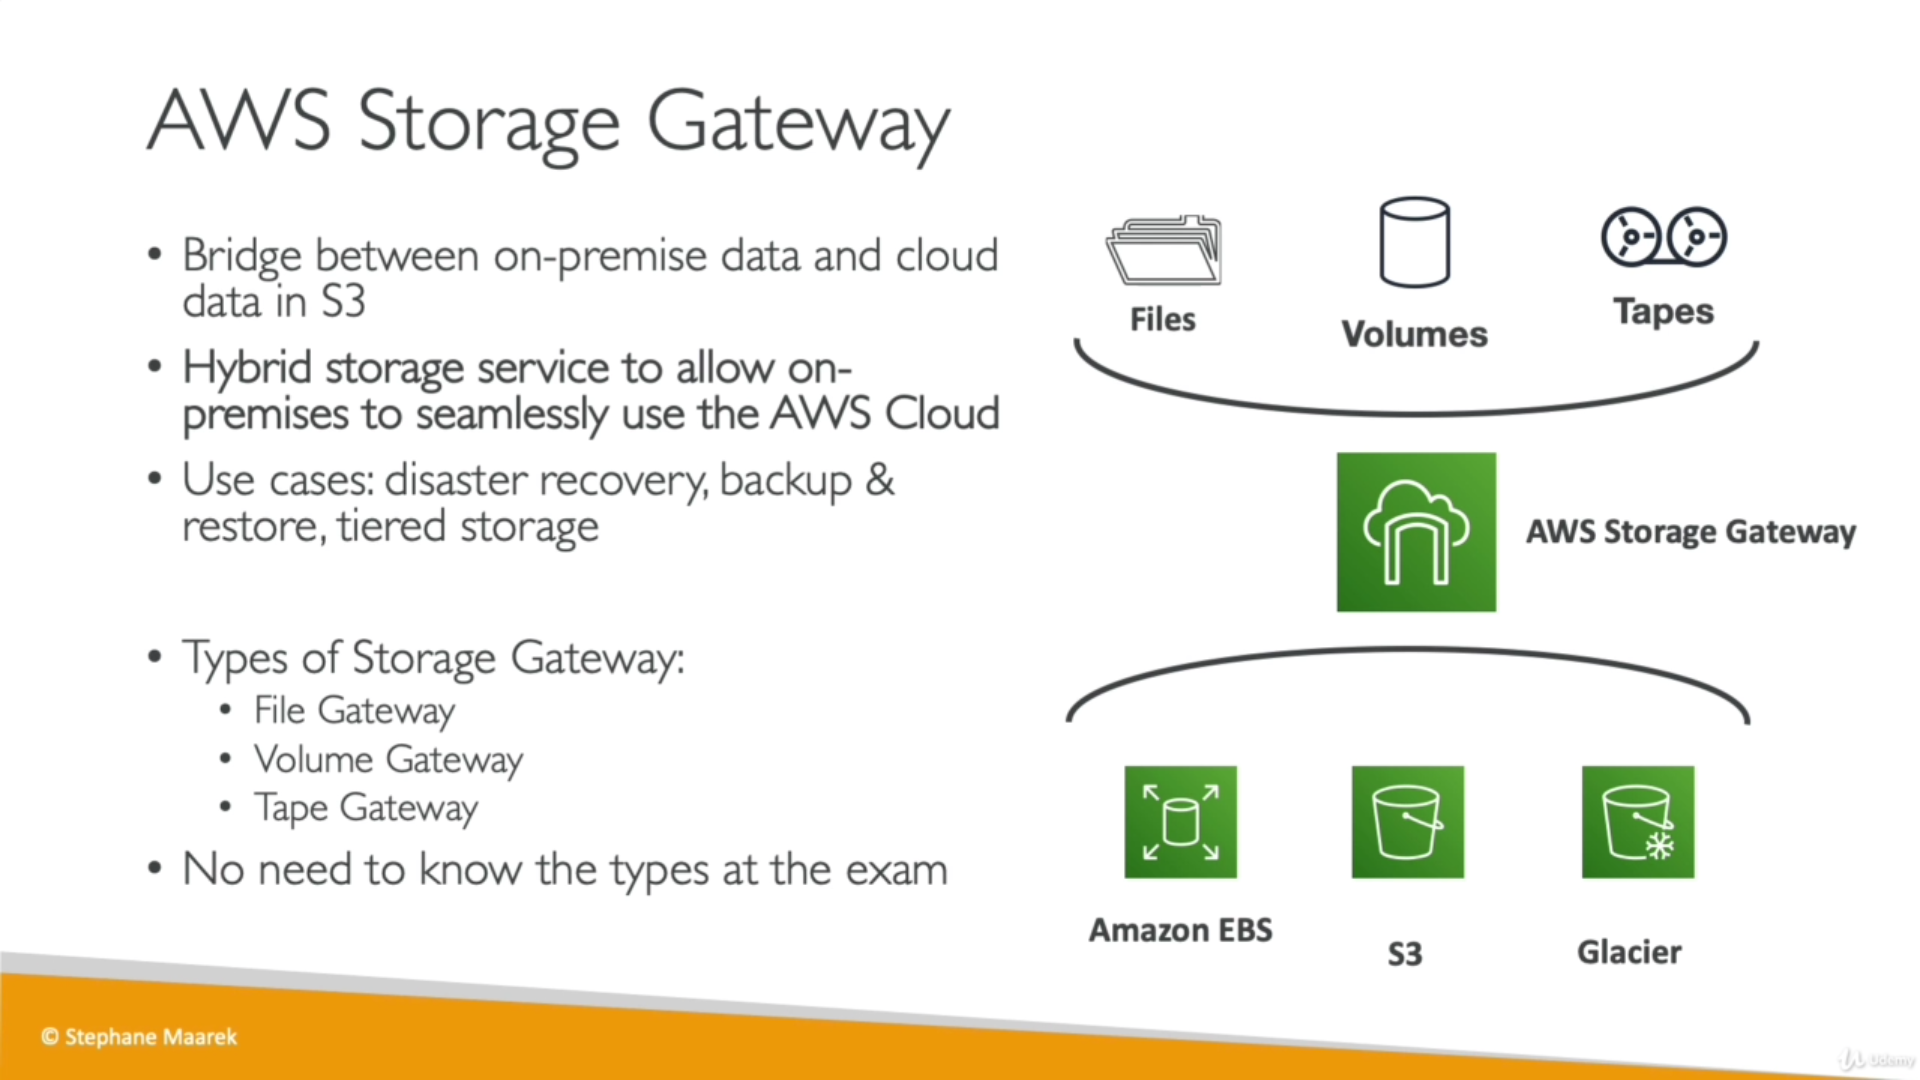 AWS Storage Gateway
• Bridge between on-premise data and cloud
data in S3
• Hybrid storage service to allow on-
premises to seamlessly use the AWS Cloud
• Use cases: disaster recovery, backup &
restore, tiered storage
• Types of Storage Gateway:
• File Gateway
• Volume Gateway
• Tape Gateway
• No need to know the types at the exam
Files
Volumes
Tapes
AWS Storage Gateway
Amazon EBS
S3
Glacier
© Stephane Maarek
Udemy